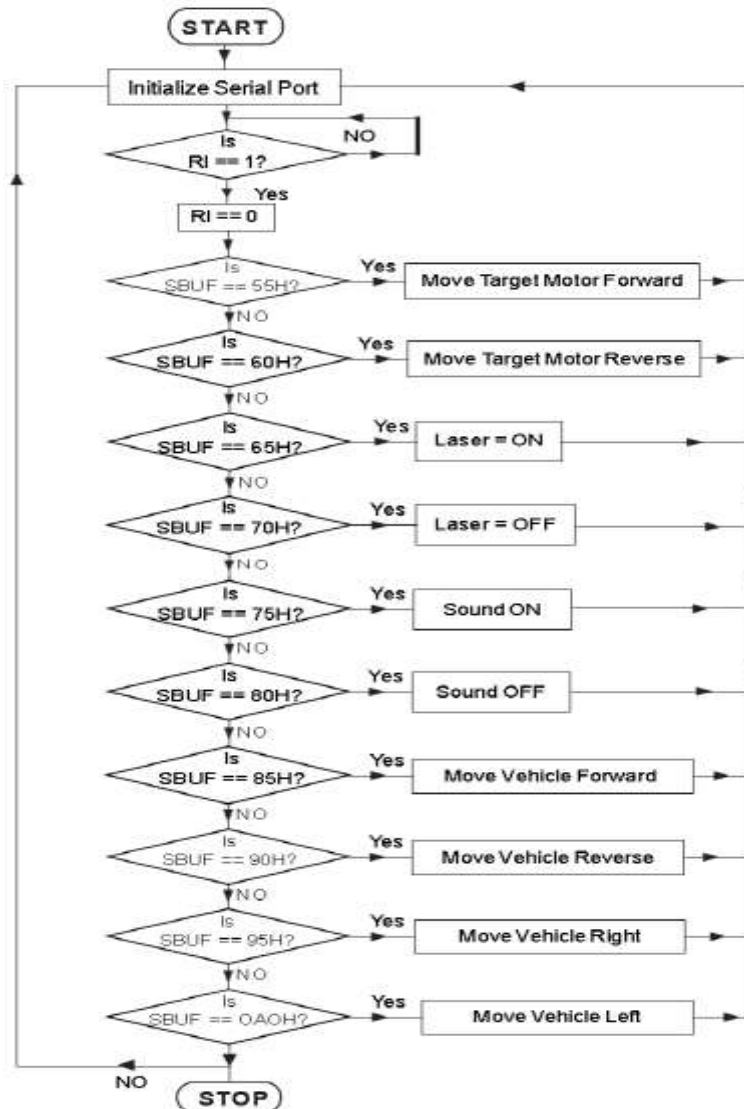 START
Initialize Serial Port
NO
Is
RI == 1?
Yes
RI == 0
Is
SBUF == 55H?
Yes
Move Target Motor Forward
NO
Is
SBUF == 60H?
Yes
Move Target Motor Reverse
NO
Is
SBUF == 65H?
Yes
Laser = ON
NO
Is
SBUF == 70H?
Yes
Laser = OFF
NO
Is
SBUF == 75H?
Yes
Sound ON
NO
Is
SBUF == 80H?
Yes
Sound OFF
NO
Is
SBUF == 85H?
Yes
Move Vehicle Forward
NO
Is
SBUF == 90H?
Yes
Move Vehicle Reverse
NO
Is
SBUF == 95H?
Yes
Move Vehicle Right
NO
Is
SBUF == OAOH?
Yes
Move Vehicle Left
NO
STOP